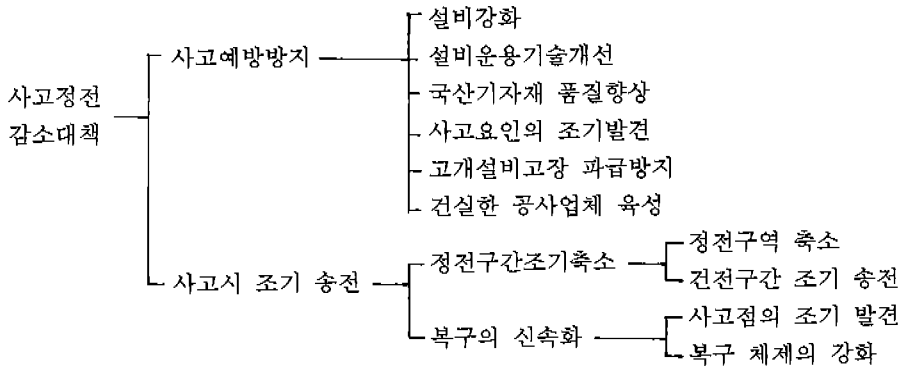 사고정전
감소대책
사고예방방지
설비강화
설비운용기술개선
국산기자재 품질향상
사고요인의 조기발견
고개설비고장 파급방지
건실한 공사업체 육성
사고시 조기 송전
정전구간조기축소
정전구역 축소
건전구간 조기 송전
복구의 신속화
사고점의 조기 발견
복구 체제의 강화